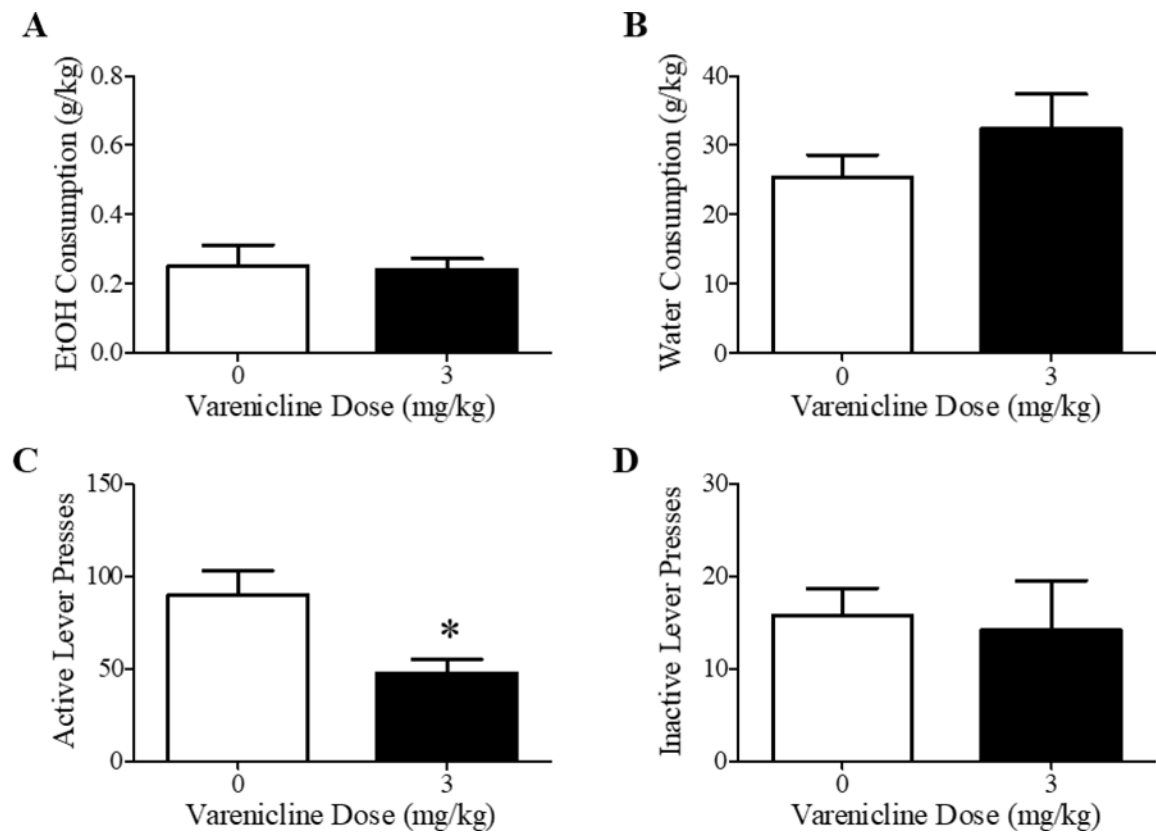 A
EtOH Consumption (g/kg)
0.8
0.6
0.4
0.2
0.0
0
3
Varenicline Dose (mg/kg)
B
Water Consumption (g/kg)
40
30
20
10
0
0
3
Varenicline Dose (mg/kg)
C
Active Lever Presses
150
100
50
0
*
0
3
Varenicline Dose (mg/kg)
D
Inactive Lever Presses
30
20
10
0
0
3
Varenicline Dose (mg/kg)